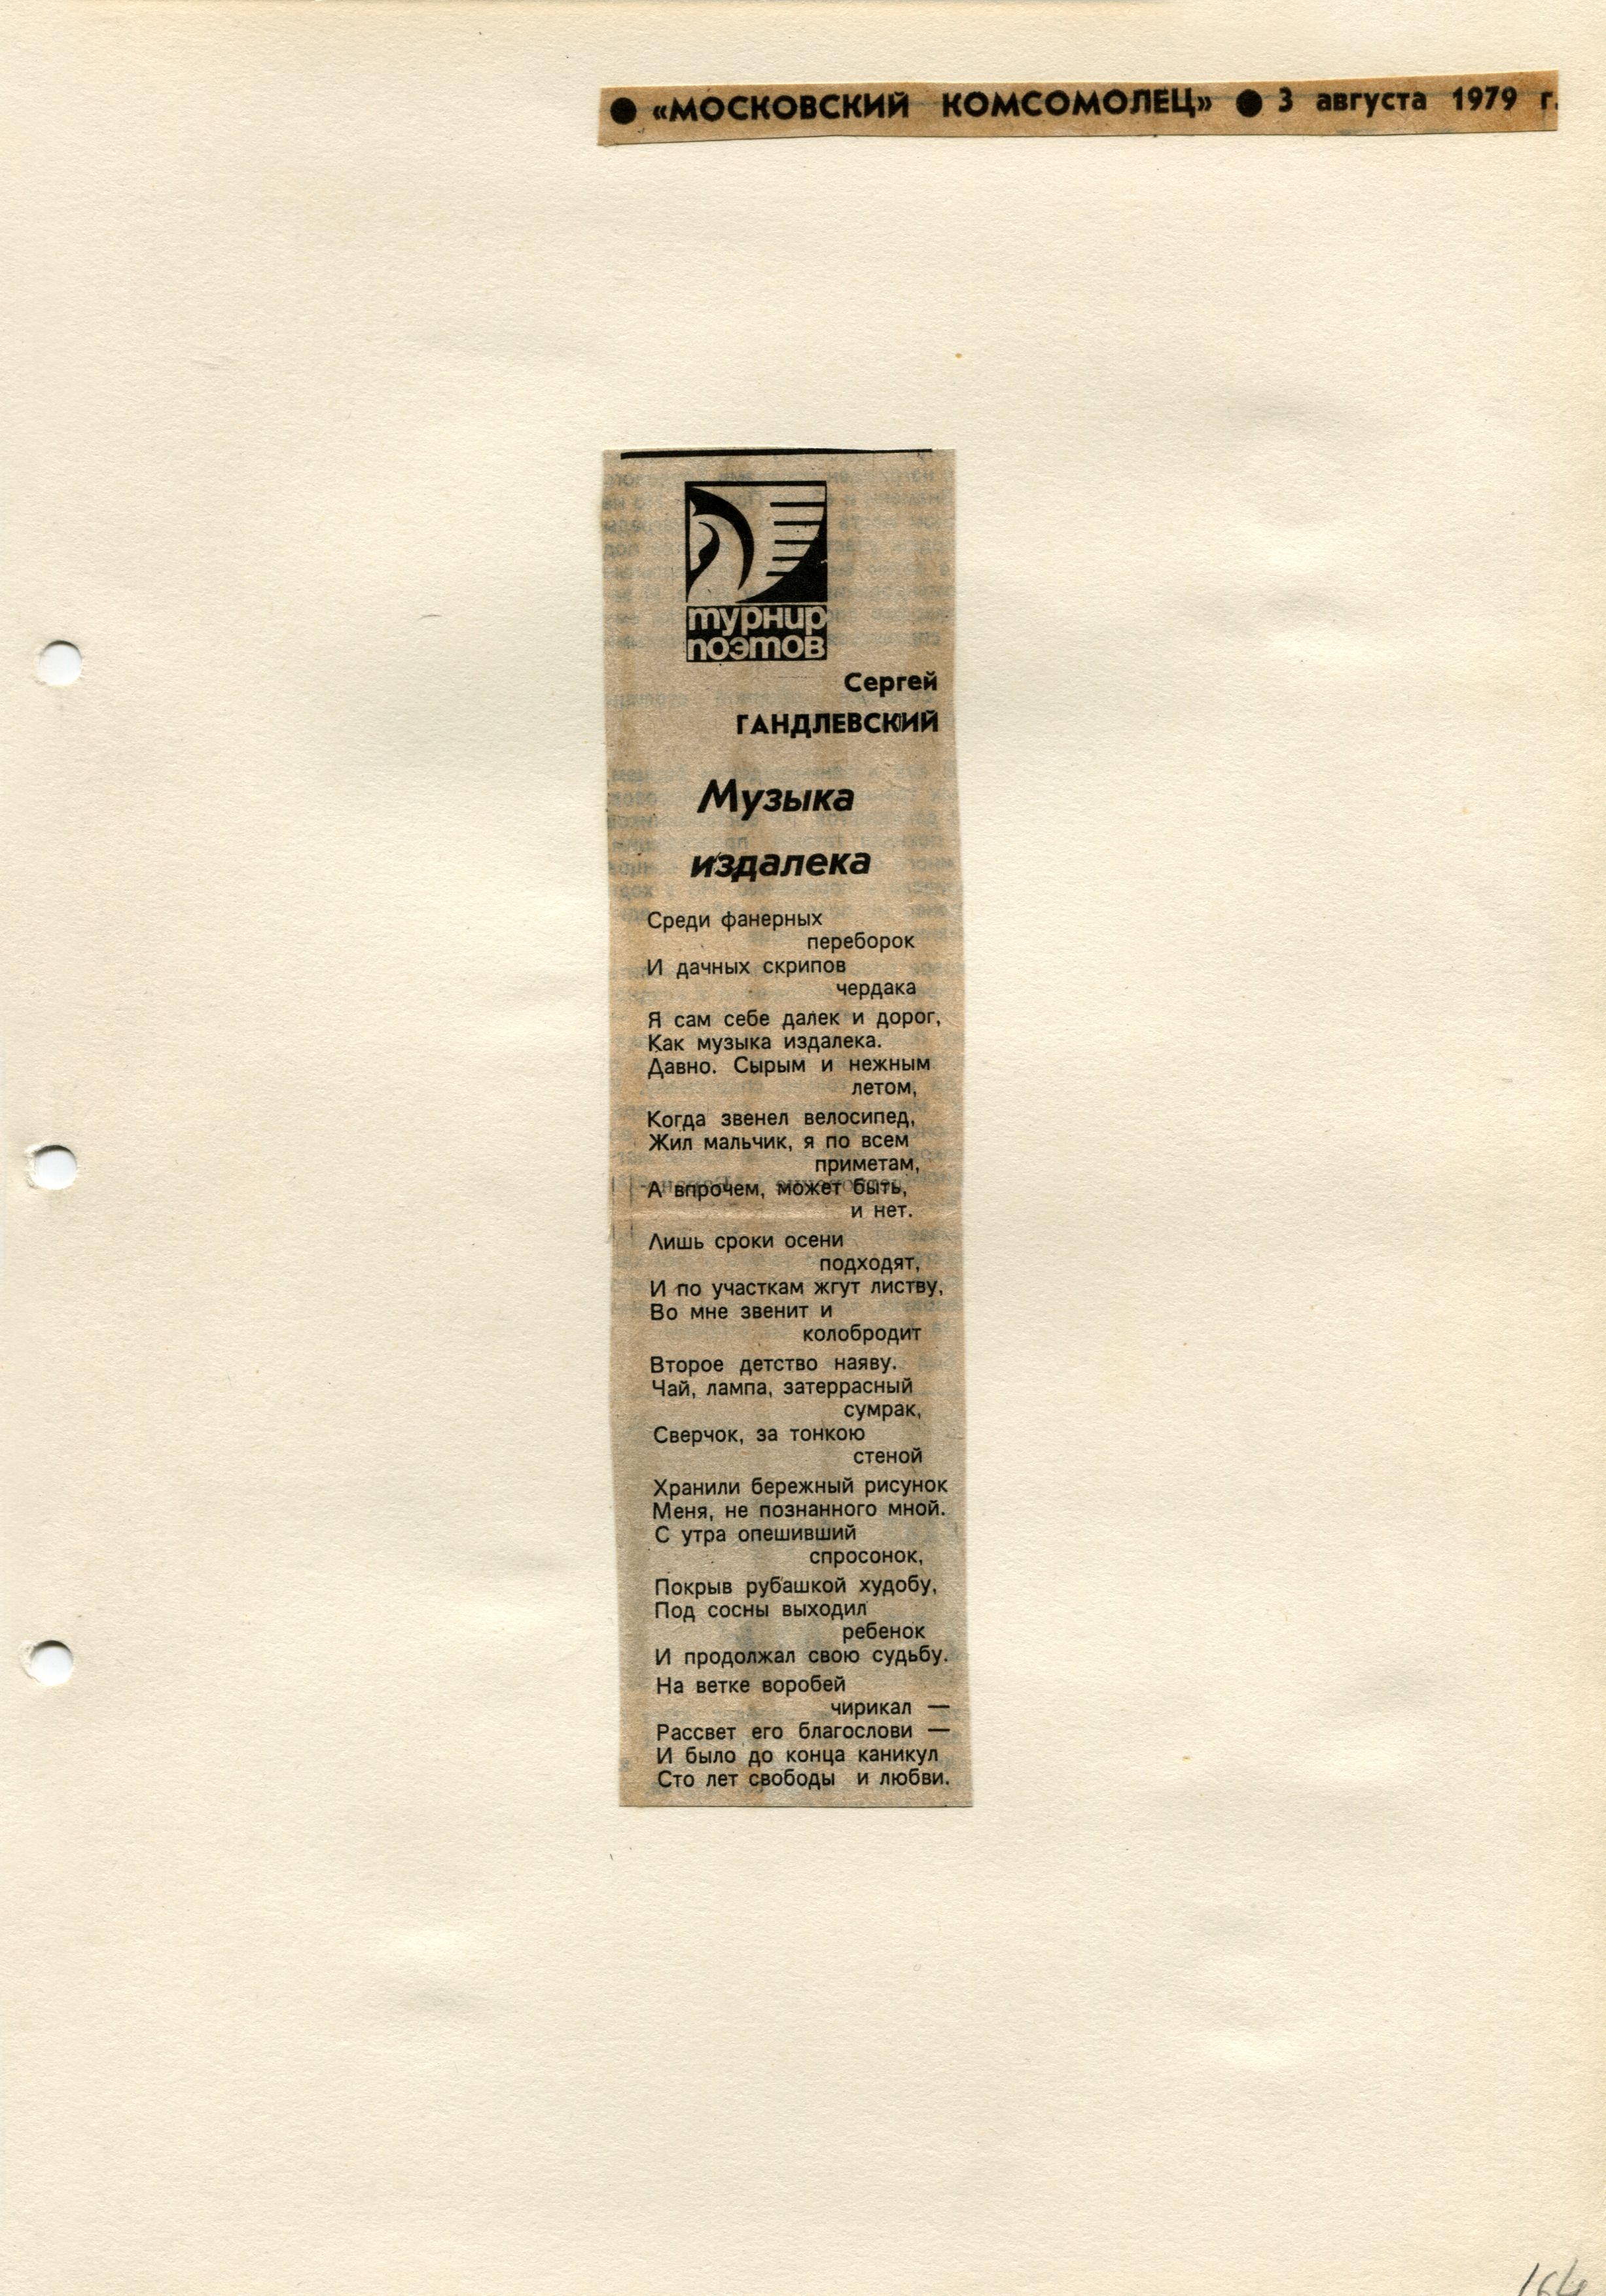 ● «МОСКОВСКИЙ КОМСОМОЛЕЦ» ● 3 августа 1979 г.
турнир
поэтов
Сергей
ГАНДЛЕВСКИЙ
Музыка
издалека
Среди фанерных
переборок
И дачных скрипов
чердака
Я сам себе далек и дорог,
Как музыка издалека.
Давно. Сырым и нежным
летом,
Когда звенел велосипед,
Жил мальчик, я по всем
приметам,
А впрочем, может быть,
и нет.
Лишь сроки осени
подходят,
И по участкам жгут листву,
Во мне звенит и
колобродит
Второе детство наяву.
Чай, лампа, затеррасный
сумрак,
Сверчок, за тонкою
стеной
Хранили бережный рисунок
Меня, не познанного мной.
С утра опешивший
спросонок,
Покрыв рубашкой худобу,
Под сосны выходил
ребенок
И продолжал свою судьбу.
На ветке воробей
чирикал —
Рассвет его благослови —
И было до конца каникул
Сто лет свободы и любви.